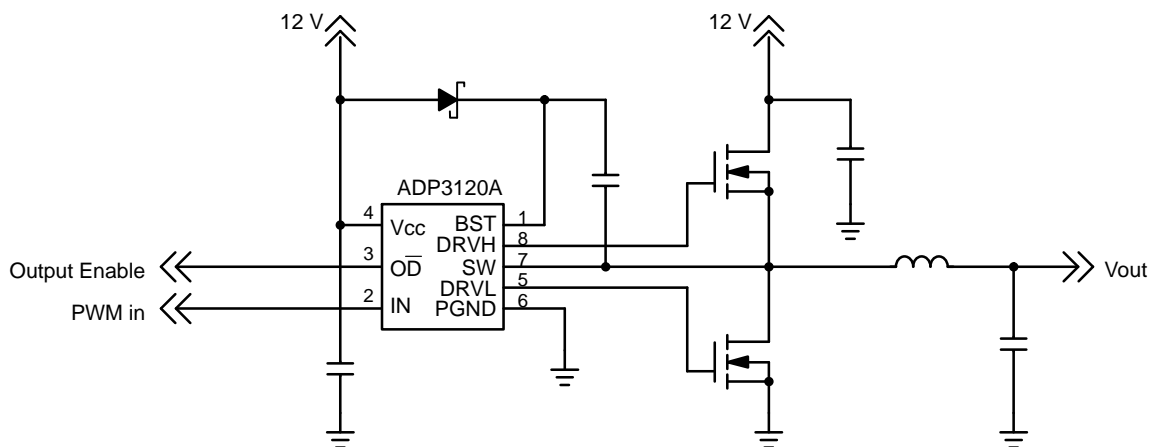 12 V
12 V
ADP3120A
4
Vcc
BST
1
DRVH
8
Output Enable
3
OD̅
SW
7
DRVL
5
PWM in
2
IN
PGND
6
Vout